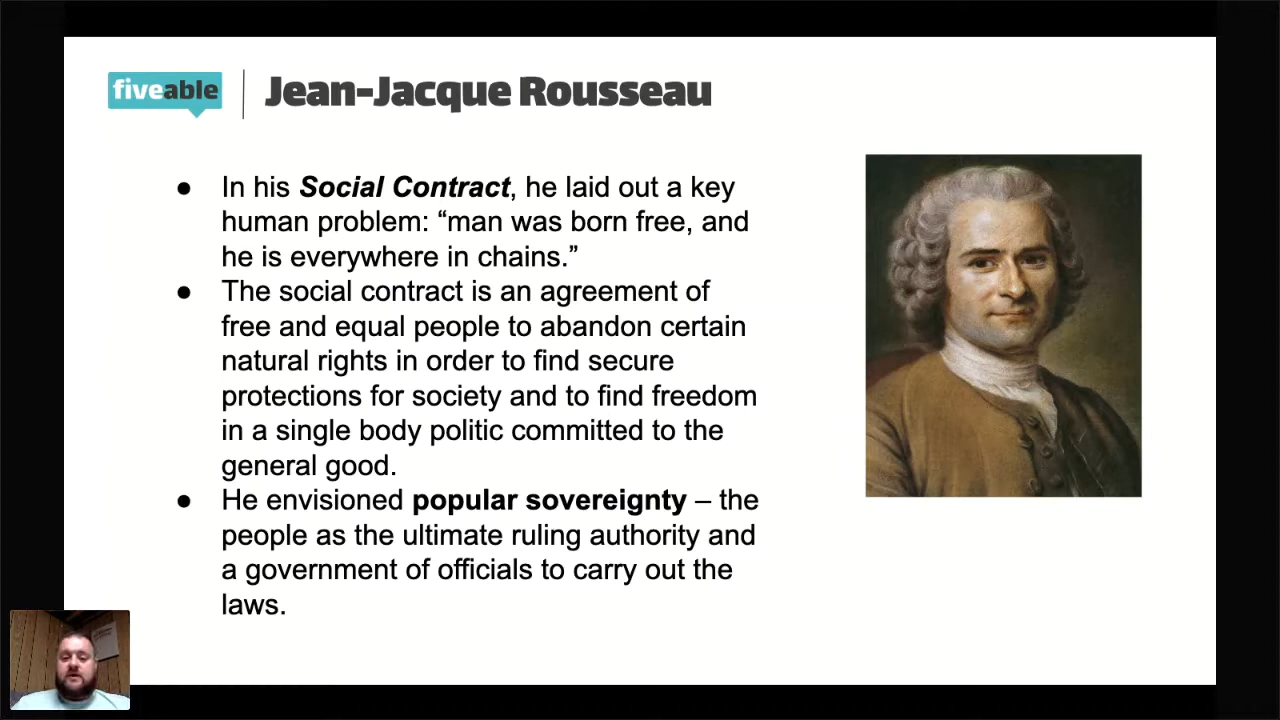 fiveable
Jean-Jacque Rousseau
● In his Social Contract, he laid out a key
human problem: “man was born free, and
he is everywhere in chains.”
● The social contract is an agreement of
free and equal people to abandon certain
natural rights in order to find secure
protections for society and to find freedom
in a single body politic committed to the
general good.
● He envisioned popular sovereignty – the
people as the ultimate ruling authority and
a government of officials to carry out the
laws.